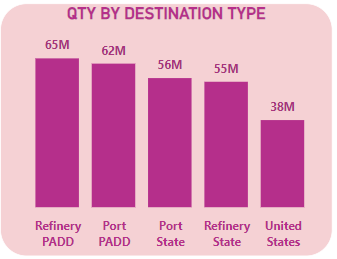 QTY BY DESTINATION TYPE
65M
62M
56M
55M
38M
Refinery PADD
Port PADD
Port State
Refinery State
United States